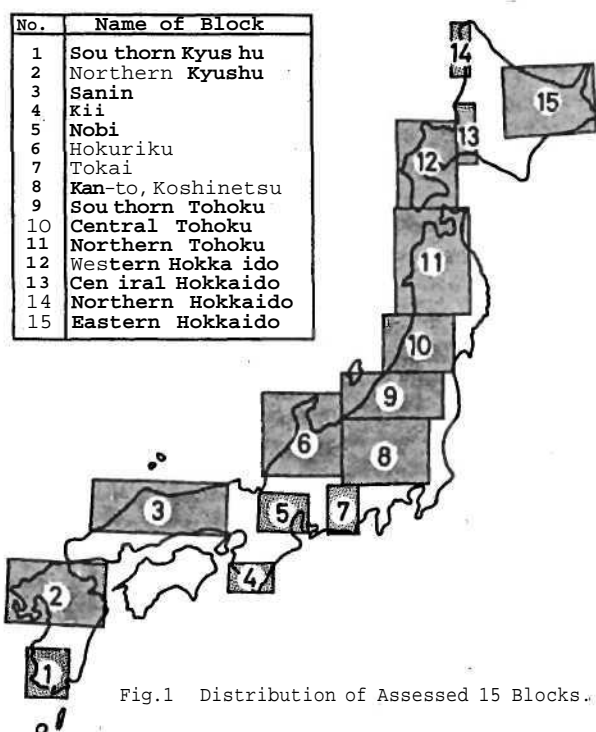 No. Name of Block
1 Sou thorn Kyus hu
2 Northern Kyushu
3 Sanin
4 Kii
5 Nobi
6 Hokuriku
7 Tokai
8 Kan-to, Koshinetsu
9 Sou thorn Tohoku
10 Central Tohoku
11 Northern Tohoku
12 Western Hokka ido
13 Cen ira1 Hokkaido
14 Northern Hokkaido
15 Eastern Hokkaido
14
15
13
12
11
10
9
6
8
3
5
7
4
2
1
Fig.1 Distribution of Assessed 15 Blocks.